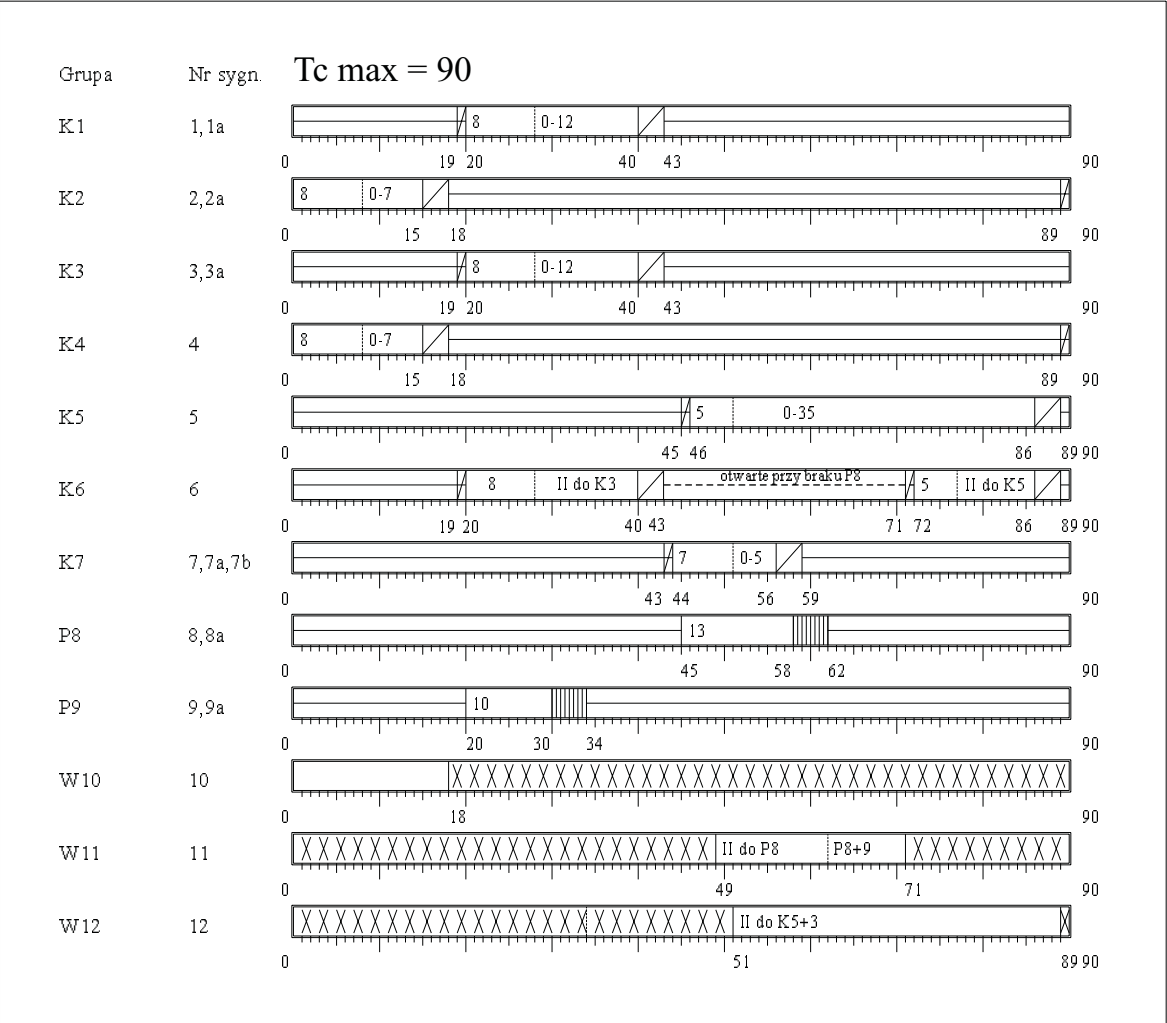 Grupa Nr sygn. Tc max = 90
K1 1,1a 8 0-12
0 19 20 40 43 90
K2 2,2a 8 0-7
0 15 18 89 90
K3 3,3a 8 0-12
0 19 20 40 43 90
K4 4 8 0-7
0 15 18 89 90
K5 5 5 0-35
0 45 46 86 89 90
K6 6 8 II do K3 otwarte przy braku P8 5 II do K5
0 19 20 40 43 71 72 86 89 90
K7 7,7a,7b 7 0-5
0 43 44 56 59 90
P8 8,8a 13
0 45 58 62 90
P9 9,9a 10
0 20 30 34 90
W10 10
0 18 90
W11 11 II do P8 P8+9
0 49 71 90
W12 12 II do K5+3
0 51 89 90